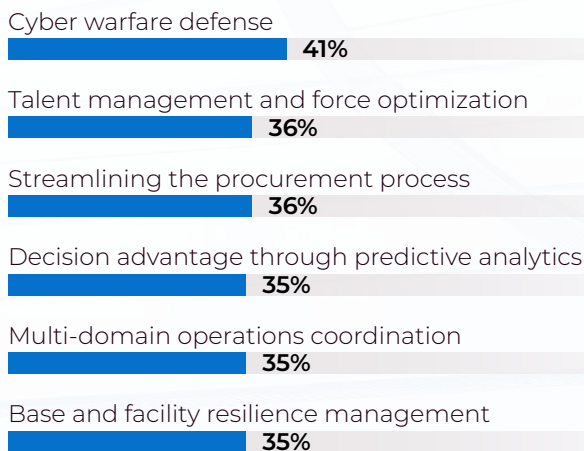 Cyber warfare defense
41%
Talent management and force optimization
36%
Streamlining the procurement process
36%
Decision advantage through predictive analytics
35%
Multi-domain operations coordination
35%
Base and facility resilience management
35%